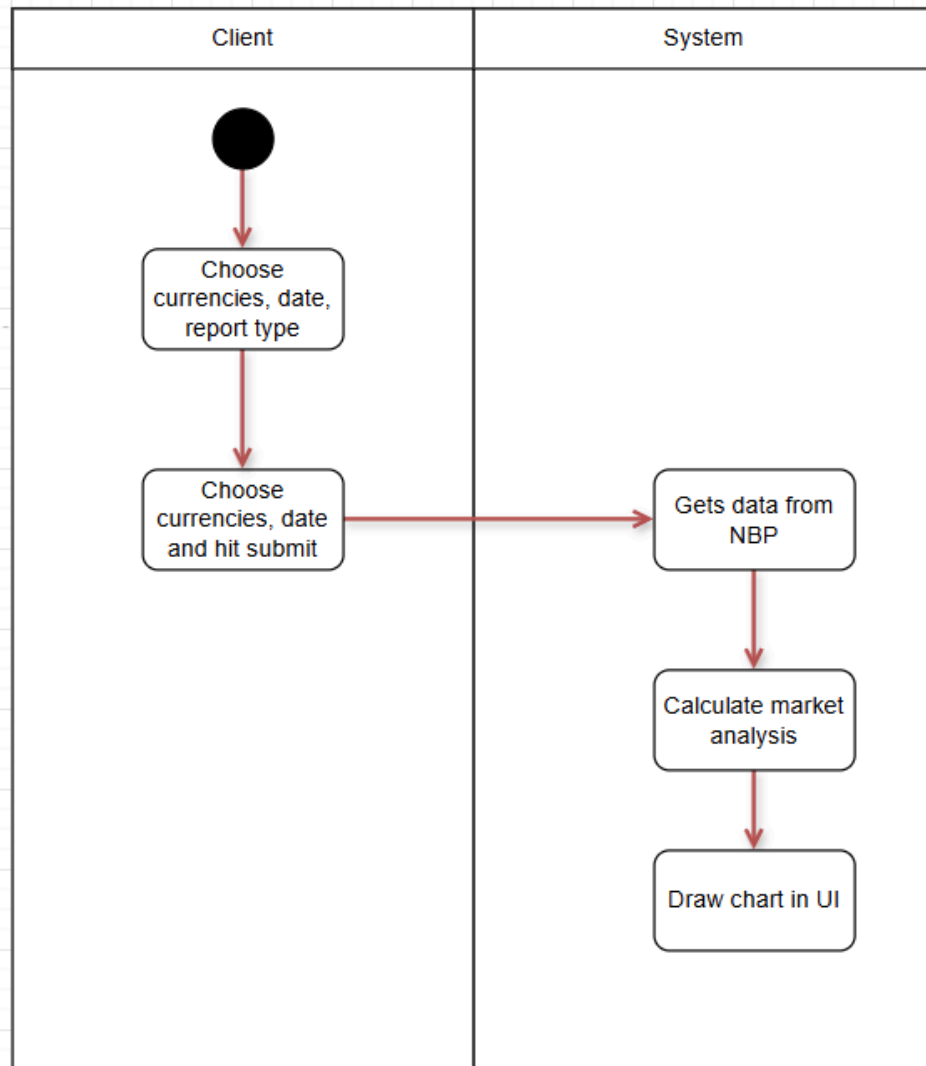 Client
System
Choose
currencies, date,
report type
Choose
currencies, date
and hit submit
Gets data from
NBP
Calculate market
analysis
Draw chart in UI